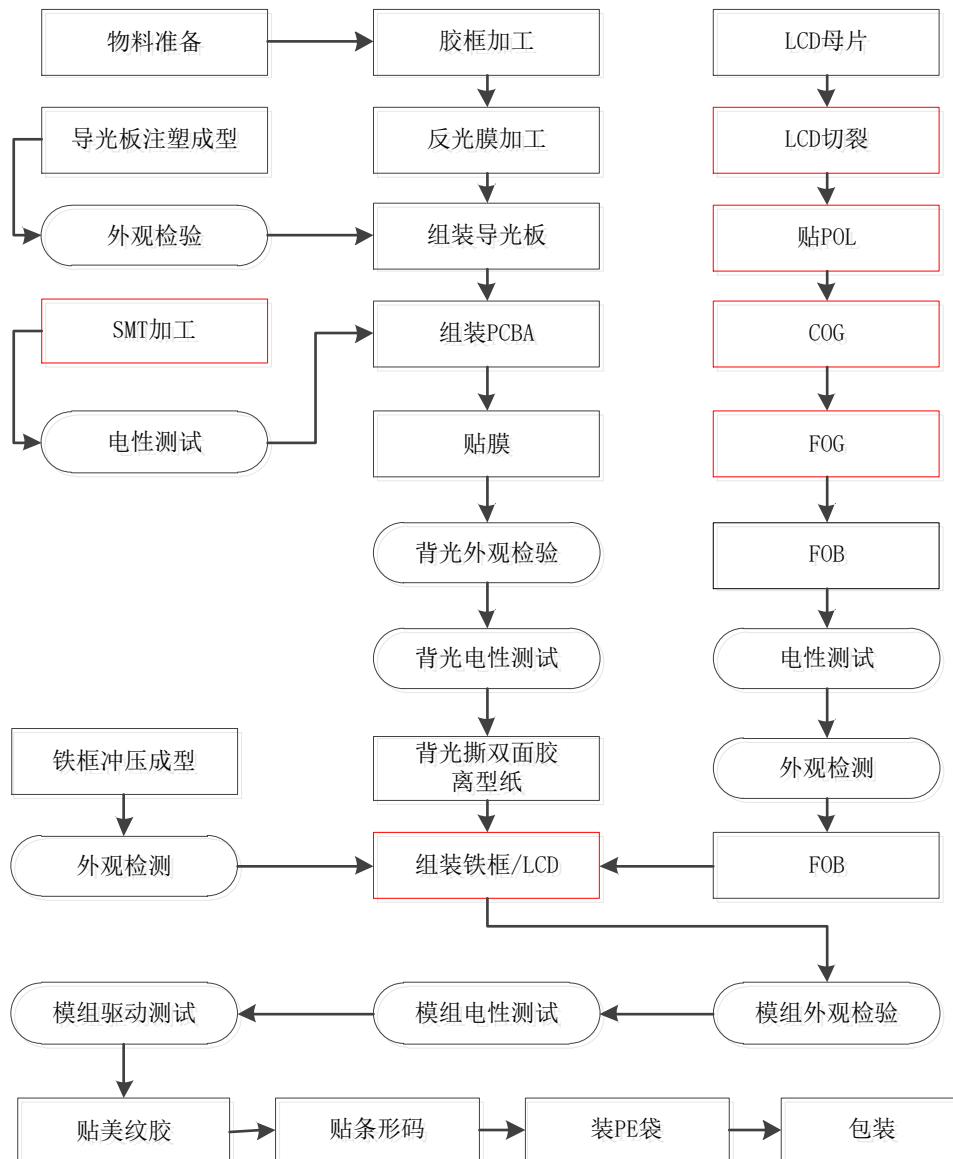 物料准备
胶框加工
LCD母片
导光板注塑成型
反光膜加工
LCD切裂
外观检验
组装导光板
贴POL
SMT加工
组装PCBA
COG
电性测试
贴膜
FOG
背光外观检验
FOB
背光电性测试
电性测试
铁框冲压成型
背光撕双面胶
离型纸
外观检测
外观检测
组装铁框/LCD
FOB
模组驱动测试
模组电性测试
模组外观检验
贴美纹胶
贴条形码
装PE袋
包装